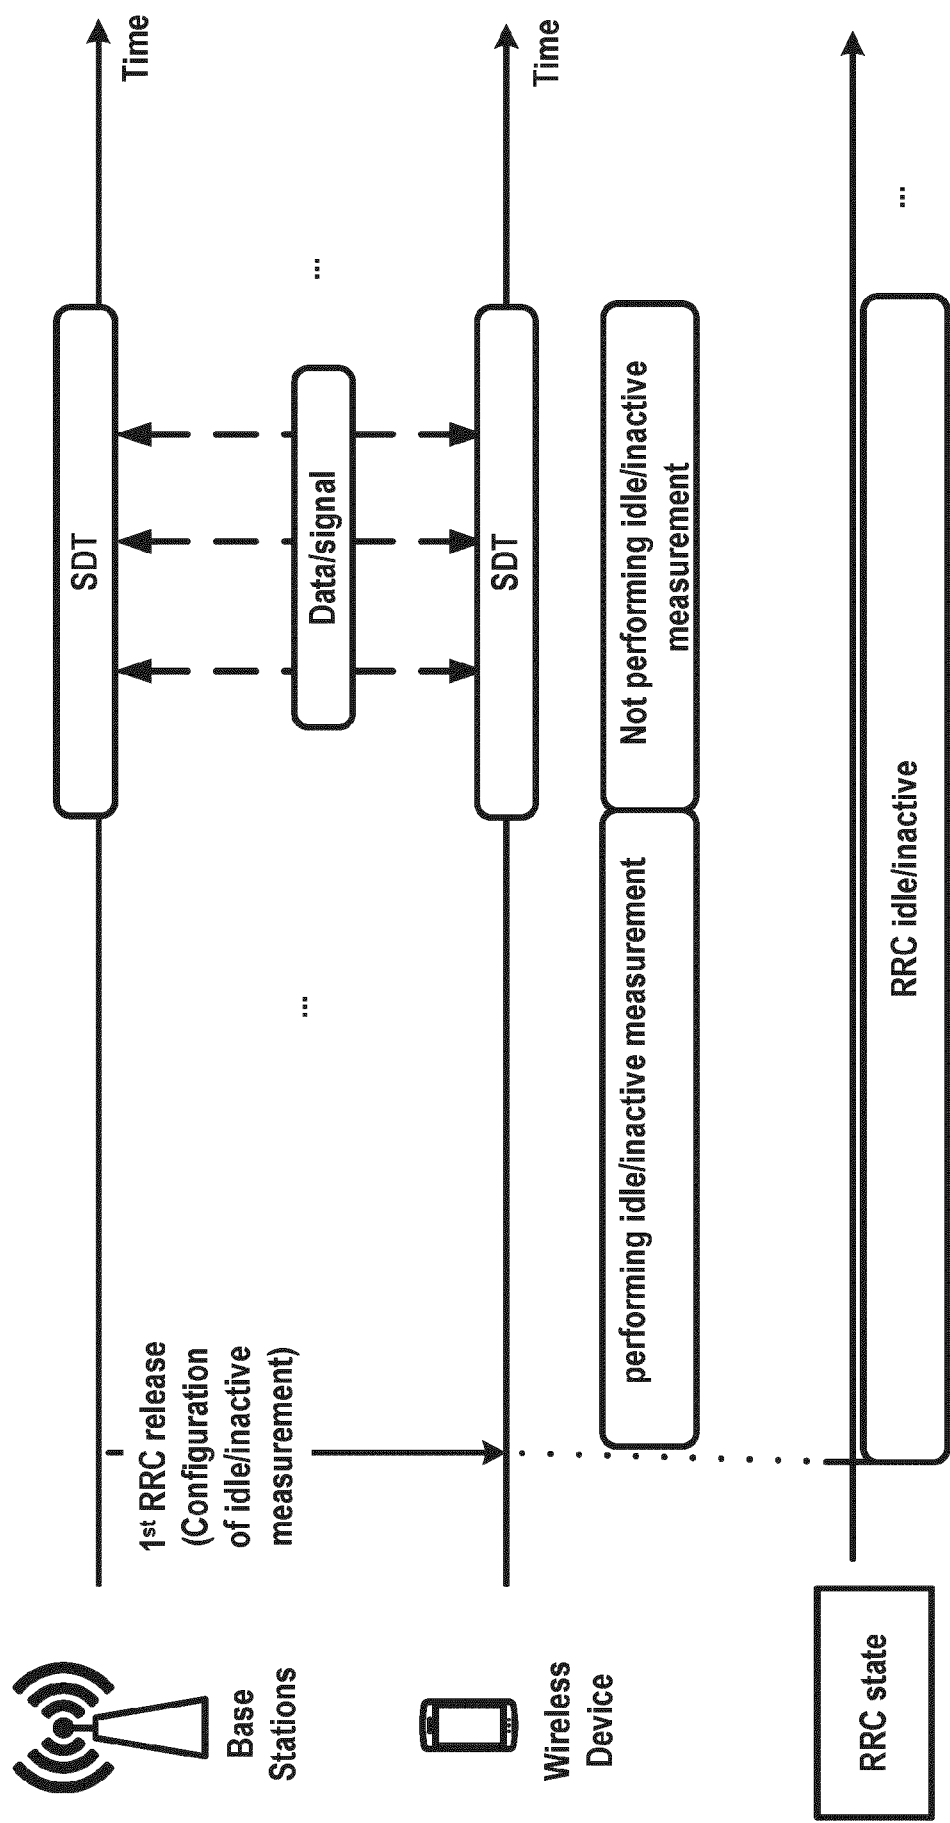 Base
Stations
1st RRC release
(Configuration
of idle/inactive
measurement)
...
SDT
Data/signal
...
Time
Wireless
Device
SDT
Time
performing idle/inactive measurement
Not performing idle/inactive
measurement
RRC state
RRC idle/inactive
...